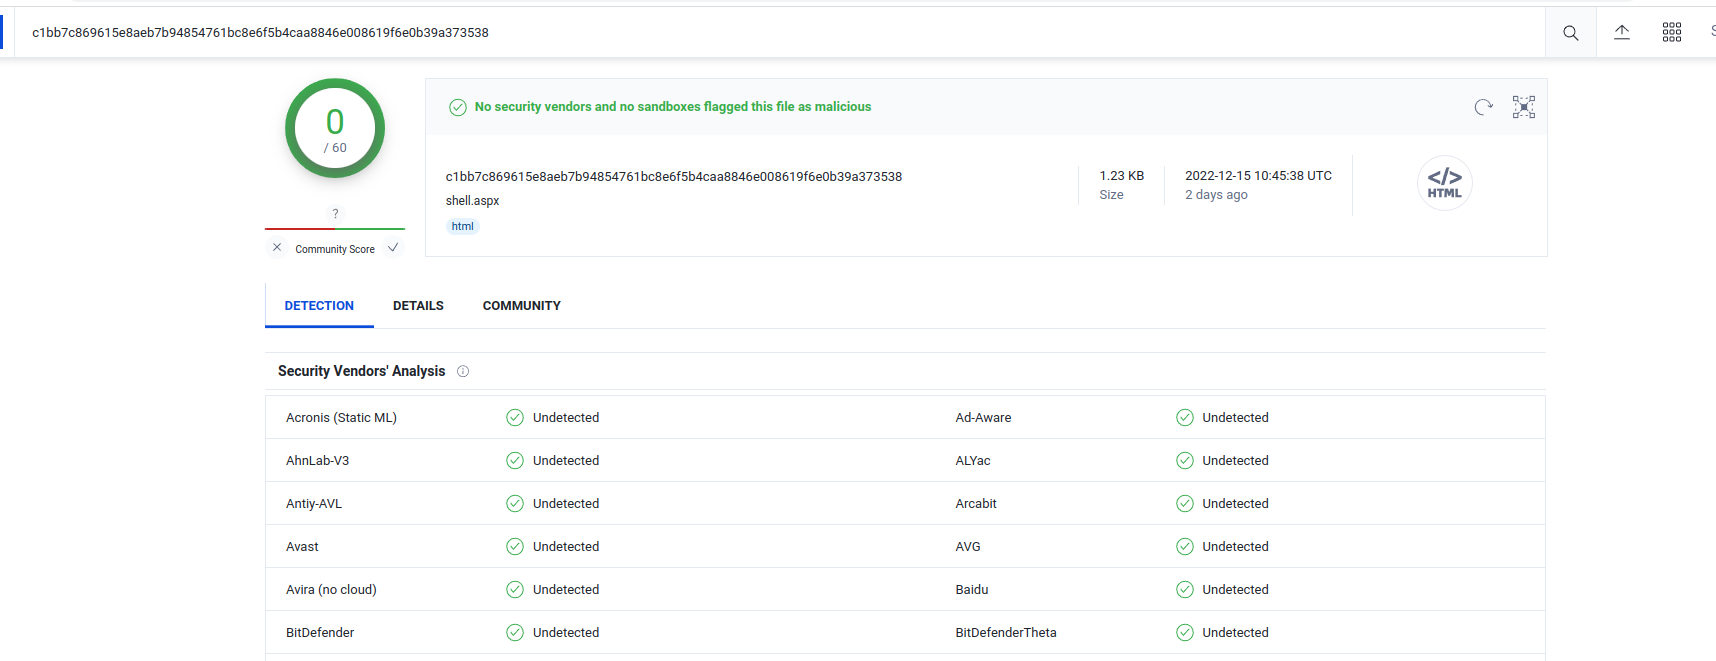 c1bb7c869615e8aeb7b94854761bc8e6f5b4caa8846e008619f6e0b39a373538
0
/ 60
?
Community Score
No security vendors and no sandboxes flagged this file as malicious
c1bb7c869615e8aeb7b94854761bc8e6f5b4caa8846e008619f6e0b39a373538
shell.aspx
html
1.23 KB
Size
2022-12-15 10:45:38 UTC
2 days ago
</>
HTML
DETECTION DETAILS COMMUNITY
Security Vendors' Analysis
Acronis (Static ML) Undetected Ad-Aware Undetected
AhnLab-V3 Undetected ALYac Undetected
Antiy-AVL Undetected Arcabit Undetected
Avast Undetected AVG Undetected
Avira (no cloud) Undetected Baidu Undetected
BitDefender Undetected BitDefenderTheta Undetected